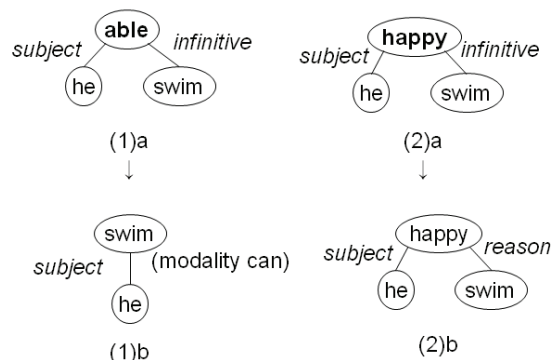 able
subject
infinitive
he
swim
(1)a
↓
swim
subject
(modality can)
he
(1)b
happy
subject
infinitive
he
swim
(2)a
↓
happy
subject
reason
he
swim
(2)b